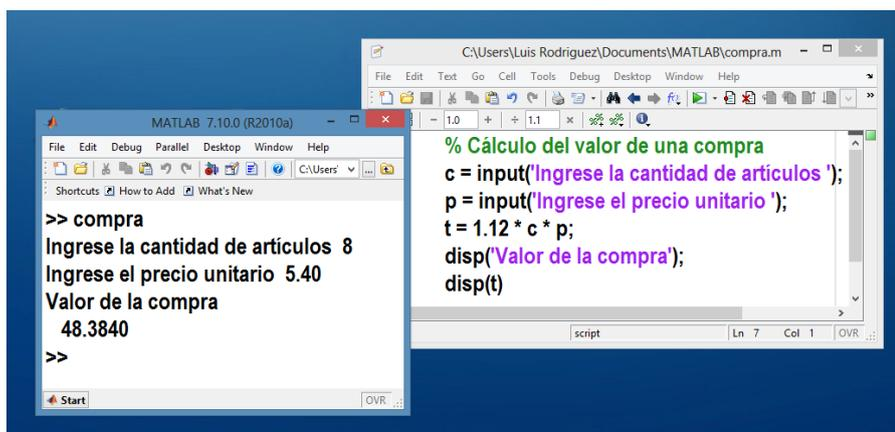 C:\Users\Luis Rodriguez\Documents\MATLAB\compra.m
File Edit Text Go Cell Tools Debug Desktop Window Help
− 1.0 + ÷ 1.1 ×
% Cálculo del valor de una compra
c = input('Ingrese la cantidad de artículos ');
p = input('Ingrese el precio unitario ');
t = 1.12 * c * p;
disp('Valor de la compra');
disp(t)
script Ln 7 Col 1 OVR
MATLAB 7.10.0 (R2010a)
File Edit Debug Parallel Desktop Window Help
C:\Users\
Shortcuts How to Add What's New
>> compra
Ingrese la cantidad de artículos 8
Ingrese el precio unitario 5.40
Valor de la compra
48.3840
>>
Start OVR